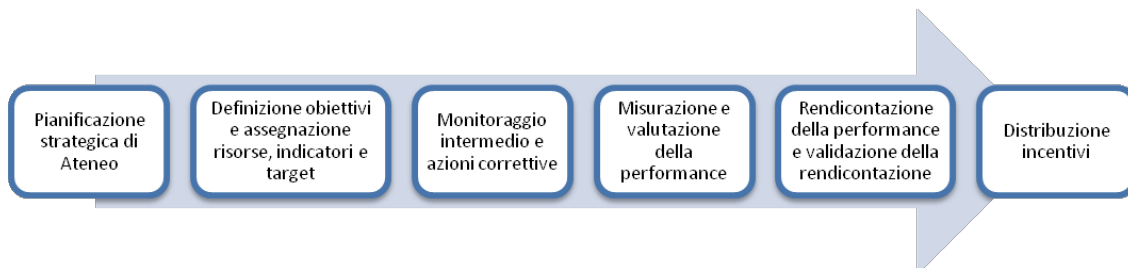 Pianificazione
strategica di
Ateneo
Definizione obiettivi
e assegnazione
risorse, indicatori e
target
Monitoraggio
intermedio e
azioni correttive
Misurazione e
valutazione
della
performance
Rendicontazione
della performance
e validazione della
rendicontazione
Distribuzione
incentivi